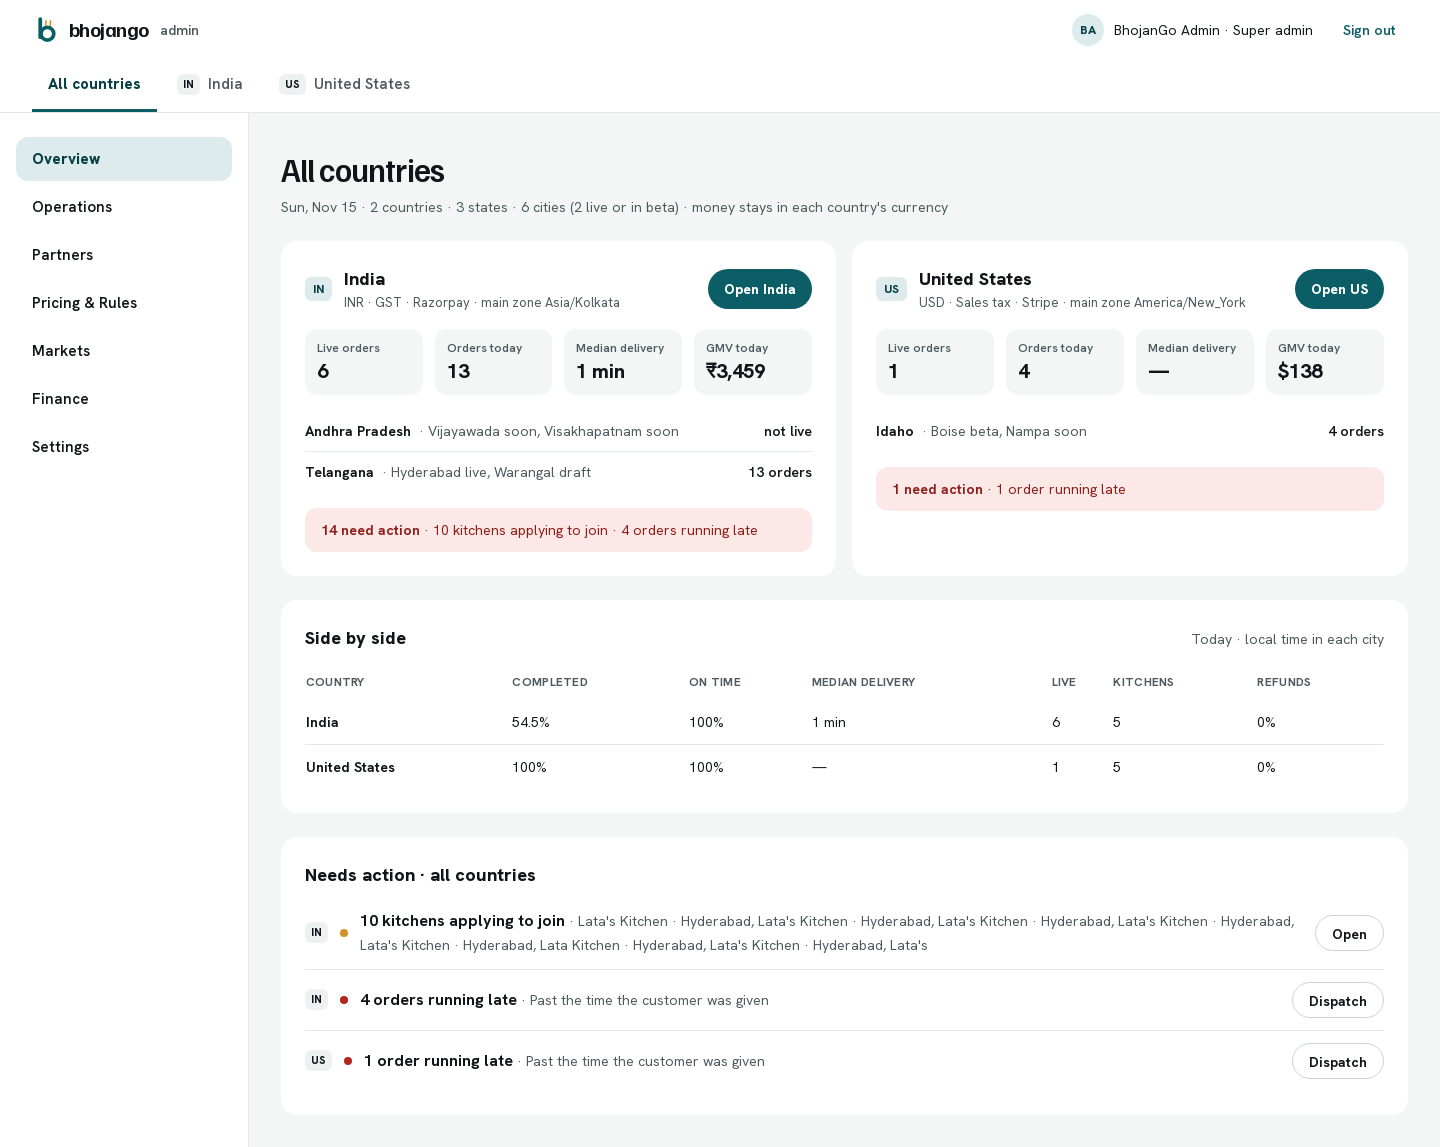 bhojango admin
BA BhojanGo Admin · Super admin Sign out
All countries IN India US United States
Overview
Operations
Partners
Pricing & Rules
Markets
Finance
Settings
All countries
Sun, Nov 15 · 2 countries · 3 states · 6 cities (2 live or in beta) · money stays in each country's currency
IN India
INR · GST · Razorpay · main zone Asia/Kolkata
Open India
Live orders Orders today Median delivery GMV today
6 13 1 min ₹3,459
Andhra Pradesh · Vijayawada soon, Visakhapatnam soon not live
Telangana · Hyderabad live, Warangal draft 13 orders
14 need action · 10 kitchens applying to join · 4 orders running late
US United States
USD · Sales tax · Stripe · main zone America/New_York
Open US
Live orders Orders today Median delivery GMV today
1 4 — $138
Idaho · Boise beta, Nampa soon 4 orders
1 need action · 1 order running late
Side by side Today · local time in each city
COUNTRY COMPLETED ON TIME MEDIAN DELIVERY LIVE KITCHENS REFUNDS
India 54.5% 100% 1 min 6 5 0%
United States 100% 100% — 1 5 0%
Needs action · all countries
IN 10 kitchens applying to join · Lata's Kitchen · Hyderabad, Lata's Kitchen · Hyderabad, Lata's Kitchen · Hyderabad, Lata's Kitchen · Hyderabad,
Lata's Kitchen · Hyderabad, Lata Kitchen · Hyderabad, Lata's Kitchen · Hyderabad, Lata's
Open
IN 4 orders running late · Past the time the customer was given Dispatch
US 1 order running late · Past the time the customer was given Dispatch